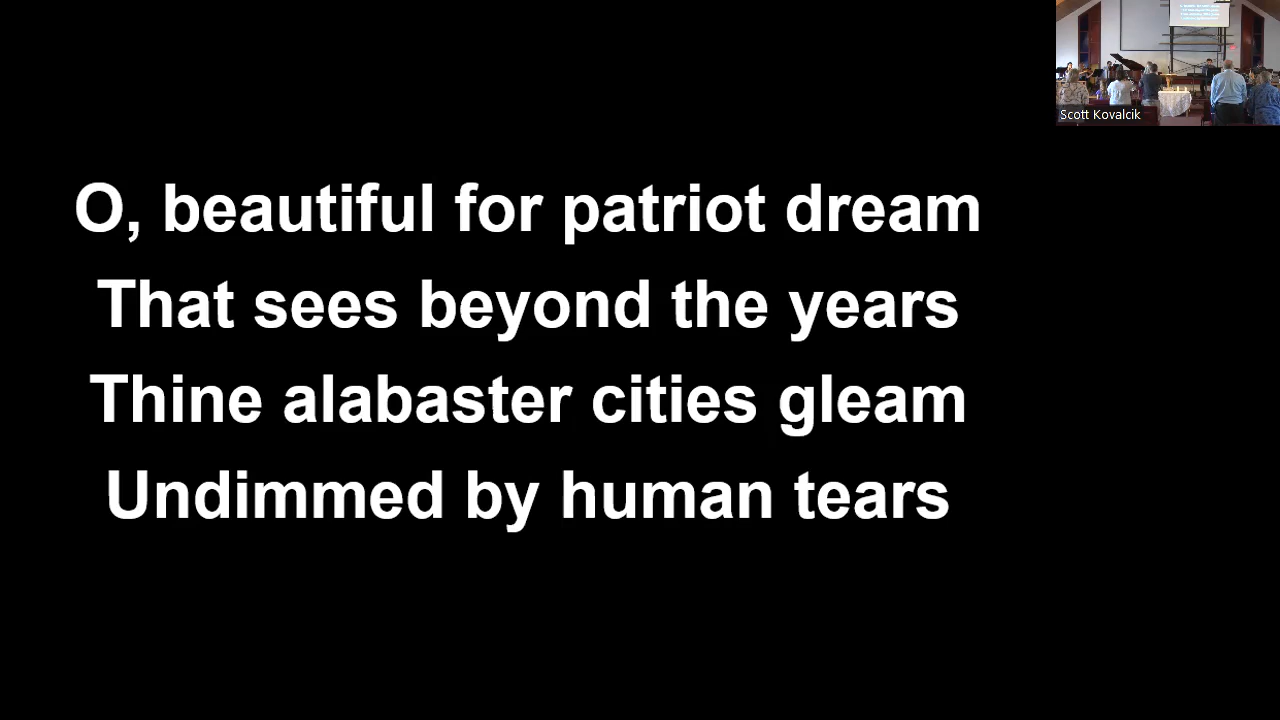 Scott Kovalcik
O, beautiful for patriot dream
That sees beyond the years
Thine alabaster cities gleam
Undimmed by human tears